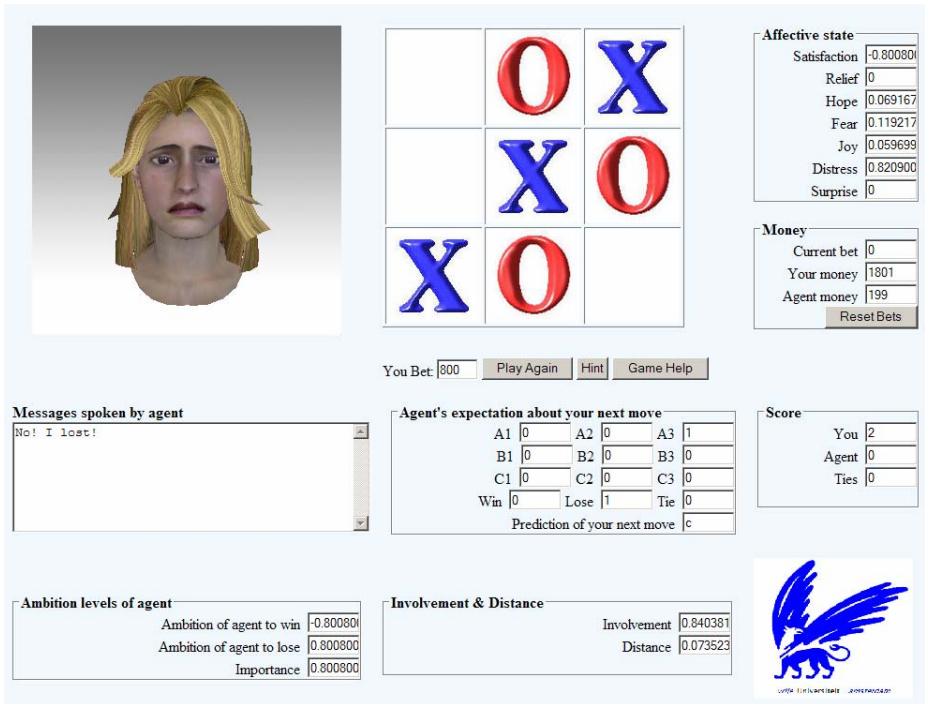 O X
X O
X O
Affective state
Satisfaction -0.80080
Relief 0
Hope 0.069167
Fear 0.119217
Joy 0.059699
Distress 0.820900
Surprise 0
Money
Current bet 0
Your money 1801
Agent money 199
Reset Bets
You Bet: 800 Play Again Hint Game Help
Messages spoken by agent
No! I lost!
Agent's expectation about your next move
A1 0 A2 0 A3 1
B1 0 B2 0 B3 0
C1 0 C2 0 C3 0
Win 0 Lose 1 Tie 0
Prediction of your next move c
Score
You 2
Agent 0
Ties 0
Ambition levels of agent
Ambition of agent to win -0.80080
Ambition of agent to lose 0.800800
Importance 0.800800
Involvement & Distance
Involvement 0.840381
Distance 0.073523
vrije Universiteit amsterdam